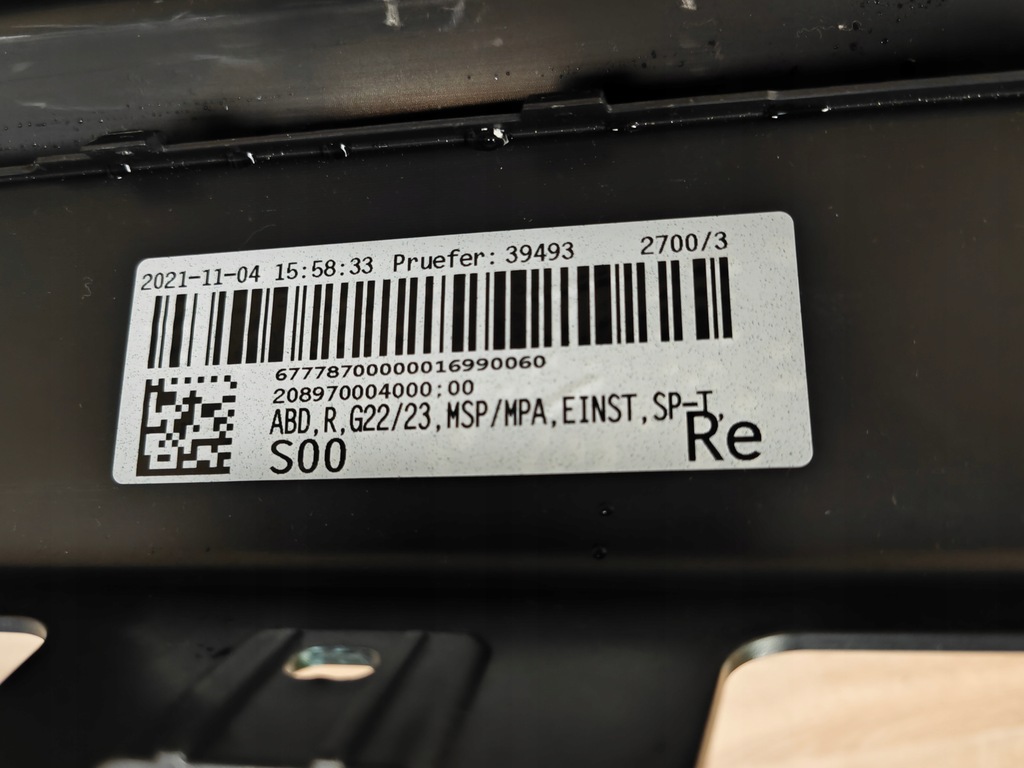 2021-11-04 15:58:33 Pruefer: 39493 2700/3
67778700000016990060
208970004000;00
ABD,R,G22/23,MSP/MPA,EINST,SP-T,
S00 Re